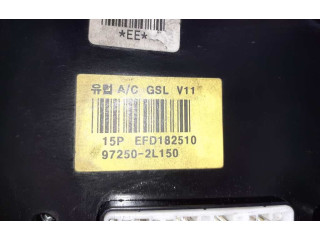 *EE*
유럽 A/C GSL V11
15P EFD182510
97250-2L150